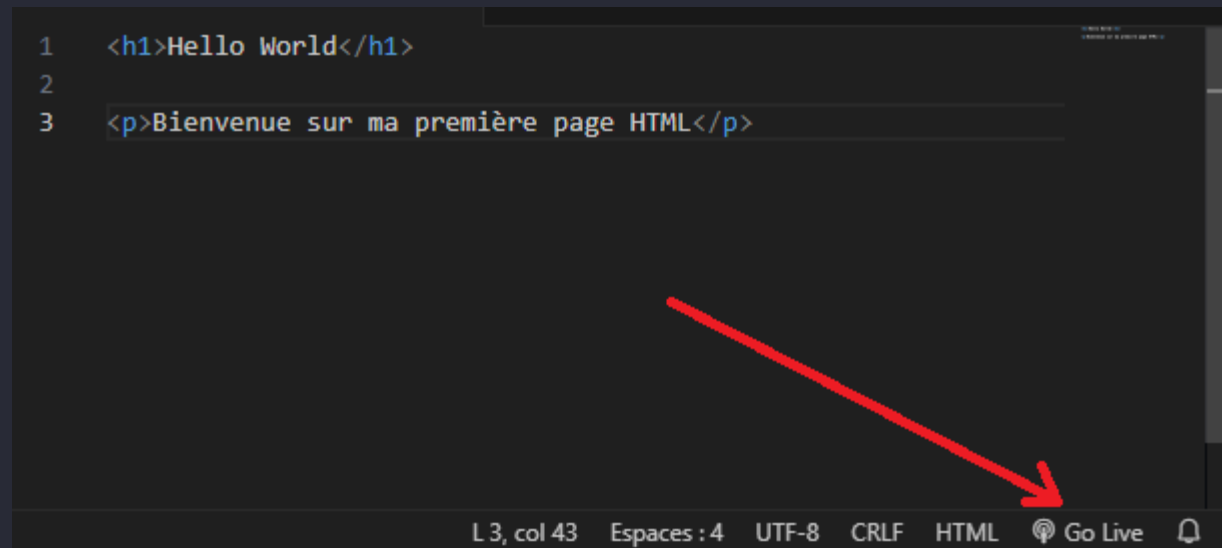 1 <h1>Hello World</h1>
2
3 <p>Bienvenue sur ma première page HTML</p>
L 3, col 43 Espaces : 4 UTF-8 CRLF HTML Go Live